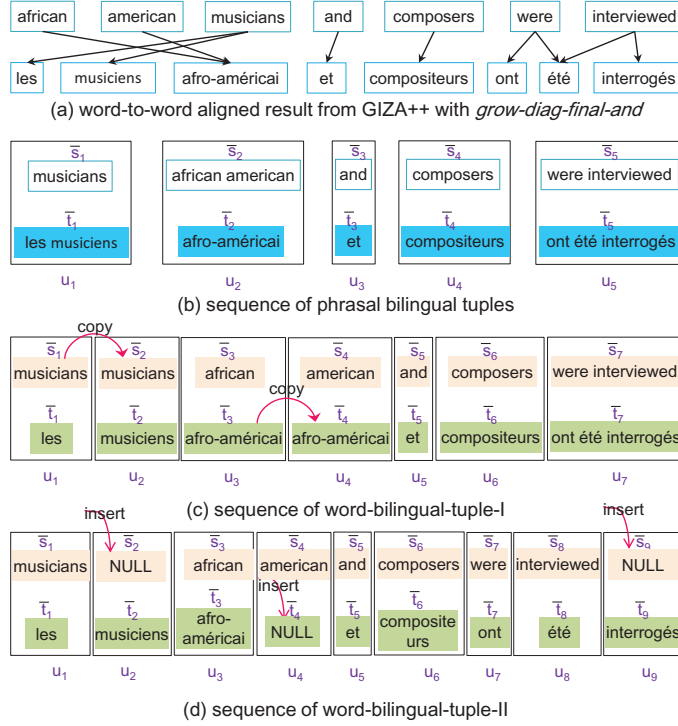 african american musicians and composers were interviewed
les musiciens afro-américai et compositeurs ont été interrogés
(a) word-to-word aligned result from GIZA++ with grow-diag-final-and
s̅1 s̅2 s̅3 s̅4 s̅5
musicians african american and composers were interviewed
t̅1 t̅2 t̅3 t̅4 t̅5
les musiciens afro-américai et compositeurs ont été interrogés
u1 u2 u3 u4 u5
(b) sequence of phrasal bilingual tuples
copy
s̅1 s̅2 s̅3 s̅4 s̅5 s̅6 s̅7
musicians musicians african american and composers were interviewed
copy
t̅1 t̅2 t̅3 t̅4 t̅5 t̅6 t̅7
les musiciens afro-américai afro-américai et compositeurs ont été interrogés
u1 u2 u3 u4 u5 u6 u7
(c) sequence of word-bilingual-tuple-I
insert insert
s̅1 s̅2 s̅3 s̅4 s̅5 s̅6 s̅7 s̅8 s̅9
musicians NULL african american and composers were interviewed NULL
insert
t̅1 t̅2 t̅3 t̅4 t̅5 t̅6 t̅7 t̅8 t̅9
les musiciens afro- NULL et composite ont été interrogés
américai urs
u1 u2 u3 u4 u5 u6 u7 u8 u9
(d) sequence of word-bilingual-tuple-II